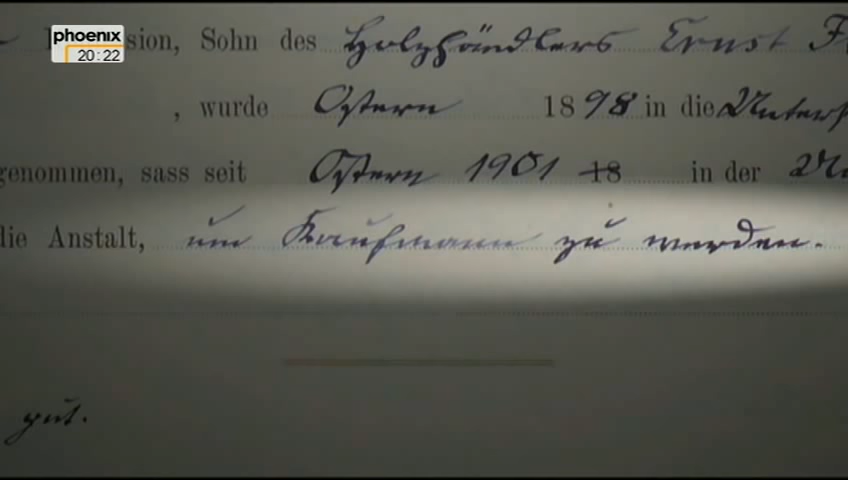 phoenix
20:22
sion, Sohn des Holzhändlers Ernst
, wurde Ostern 1898 in die
genommen, sass seit Ostern 1901 18 in der
die Anstalt, um Kaufmann zu werden.
gut.